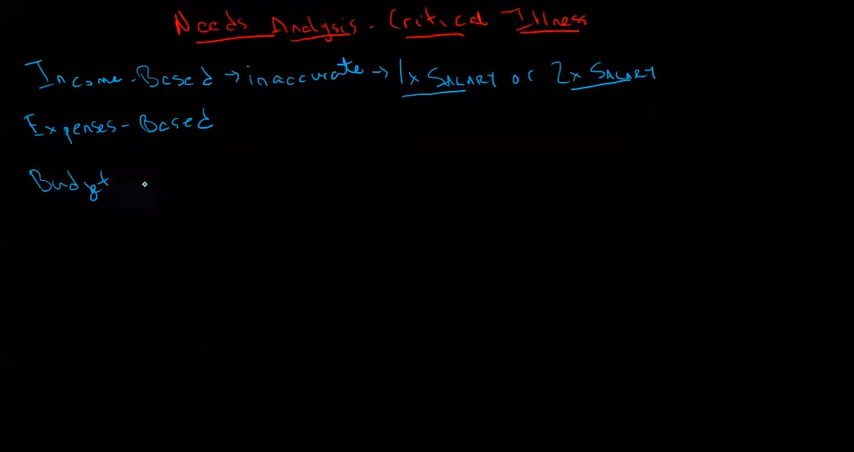 Needs Analysis - Critical Illness
Income-Based → inaccurate → 1x SALARY or 2x SALARY
Expenses-Based
Budget